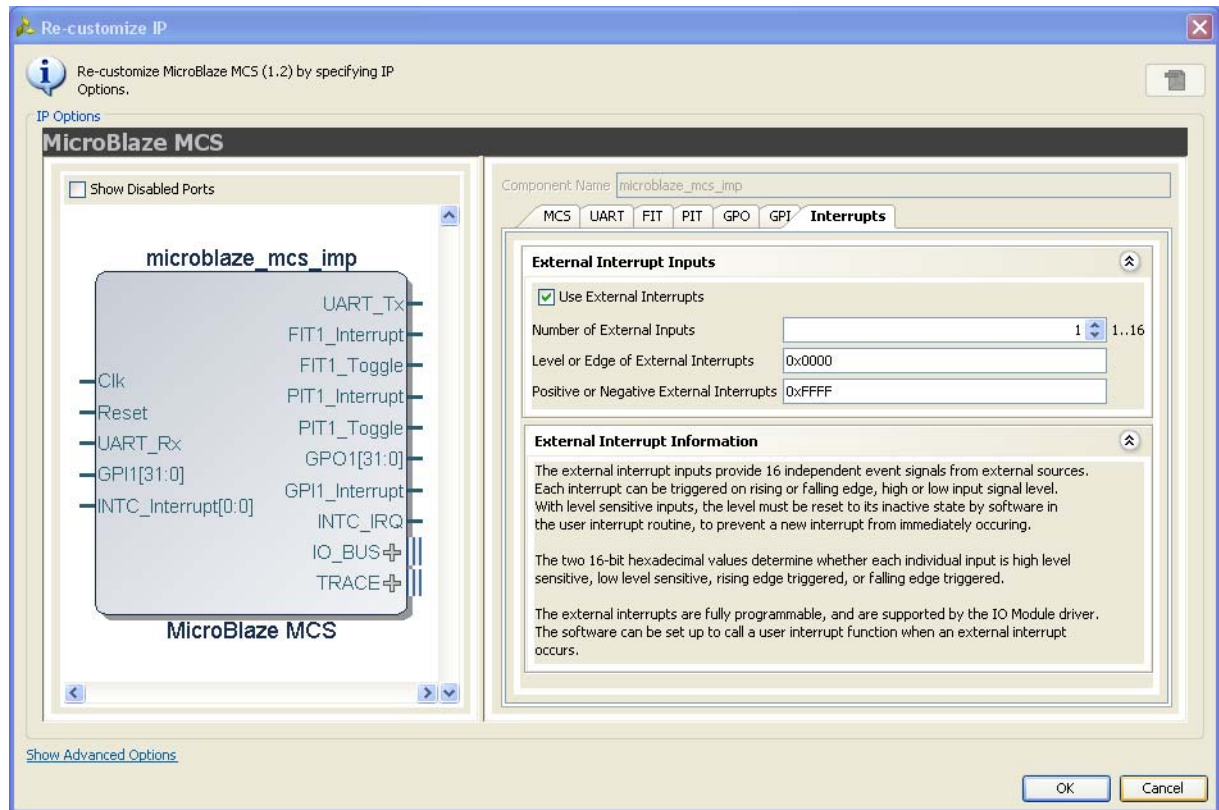 Re-customize IP
Re-customize MicroBlaze MCS (1.2) by specifying IP
Options.
IP Options
MicroBlaze MCS
Show Disabled Ports
microblaze_mcs_imp
UART_Tx
FIT1_Interrupt
FIT1_Toggle
PIT1_Interrupt
PIT1_Toggle
GPO1[31:0]
GPI1_Interrupt
INTC_IRQ
IO_BUS
TRACE
Clk
Reset
UART_Rx
GPI1[31:0]
INTC_Interrupt[0:0]
MicroBlaze MCS
Component Name microblaze_mcs_imp
MCS UART FIT PIT GPO GPI Interrupts
External Interrupt Inputs
Use External Interrupts
Number of External Inputs 1 1..16
Level or Edge of External Interrupts 0x0000
Positive or Negative External Interrupts 0xFFFF
External Interrupt Information
The external interrupt inputs provide 16 independent event signals from external sources.
Each interrupt can be triggered on rising or falling edge, high or low input signal level.
With level sensitive inputs, the level must be reset to its inactive state by software in
the user interrupt routine, to prevent a new interrupt from immediately occuring.
The two 16-bit hexadecimal values determine whether each individual input is high level
sensitive, low level sensitive, rising edge triggered, or falling edge triggered.
The external interrupts are fully programmable, and are supported by the IO Module driver.
The software can be set up to call a user interrupt function when an external interrupt
occurs.
Show Advanced Options
OK Cancel